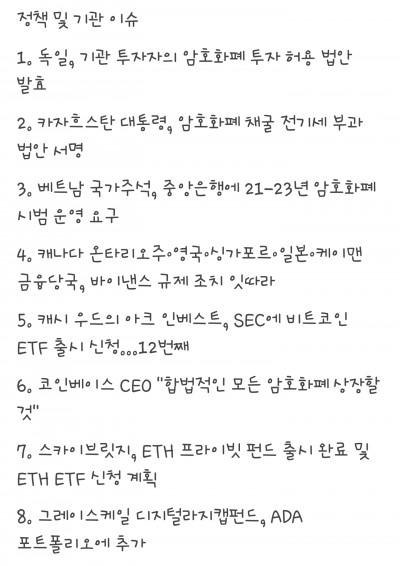 정책 및 기관 이슈
1. 독일, 기관 투자자의 암호화폐 투자 허용 법안
발효
2. 카자흐스탄 대통령, 암호화폐 채굴 전기세 부과
법안 서명
3. 베트남 국가주석, 중앙은행에 21-23년 암호화폐
시범 운영 요구
4. 캐나다 온타리오주•영국•싱가포르•일본•케이맨
금융당국, 바이낸스 규제 조치 잇따라
5. 캐시 우드의 아크 인베스트, SEC에 비트코인
ETF 출시 신청...12번째
6. 코인베이스 CEO "합법적인 모든 암호화폐 상장할
것"
7. 스카이브릿지, ETH 프라이빗 펀드 출시 완료 및
ETH ETF 신청 계획
8. 그레이스케일 디지털라지캡펀드, ADA
포트폴리오에 추가